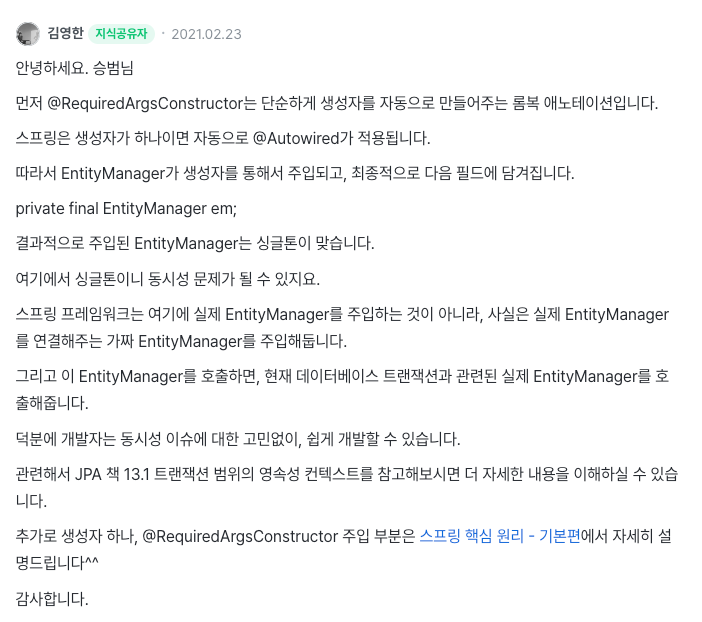 김영한 지식공유자 · 2021.02.23
안녕하세요. 승범님
먼저 @RequiredArgsConstructor는 단순하게 생성자를 자동으로 만들어주는 롬복 애노테이션입니다.
스프링은 생성자가 하나이면 자동으로 @Autowired가 적용됩니다.
따라서 EntityManager가 생성자를 통해서 주입되고, 최종적으로 다음 필드에 담겨집니다.
private final EntityManager em;
결과적으로 주입된 EntityManager는 싱글톤이 맞습니다.
여기에서 싱글톤이니 동시성 문제가 될 수 있지요.
스프링 프레임워크는 여기에 실제 EntityManager를 주입하는 것이 아니라, 사실은 실제 EntityManager
를 연결해주는 가짜 EntityManager를 주입해둡니다.
그리고 이 EntityManager를 호출하면, 현재 데이터베이스 트랜잭션과 관련된 실제 EntityManager를 호
출해줍니다.
덕분에 개발자는 동시성 이슈에 대한 고민없이, 쉽게 개발할 수 있습니다.
관련해서 JPA 책 13.1 트랜잭션 범위의 영속성 컨텍스트를 참고해보시면 더 자세한 내용을 이해하실 수 있습
니다.
추가로 생성자 하나, @RequiredArgsConstructor 주입 부분은 스프링 핵심 원리 - 기본편에서 자세히 설
명드립니다^^
감사합니다.